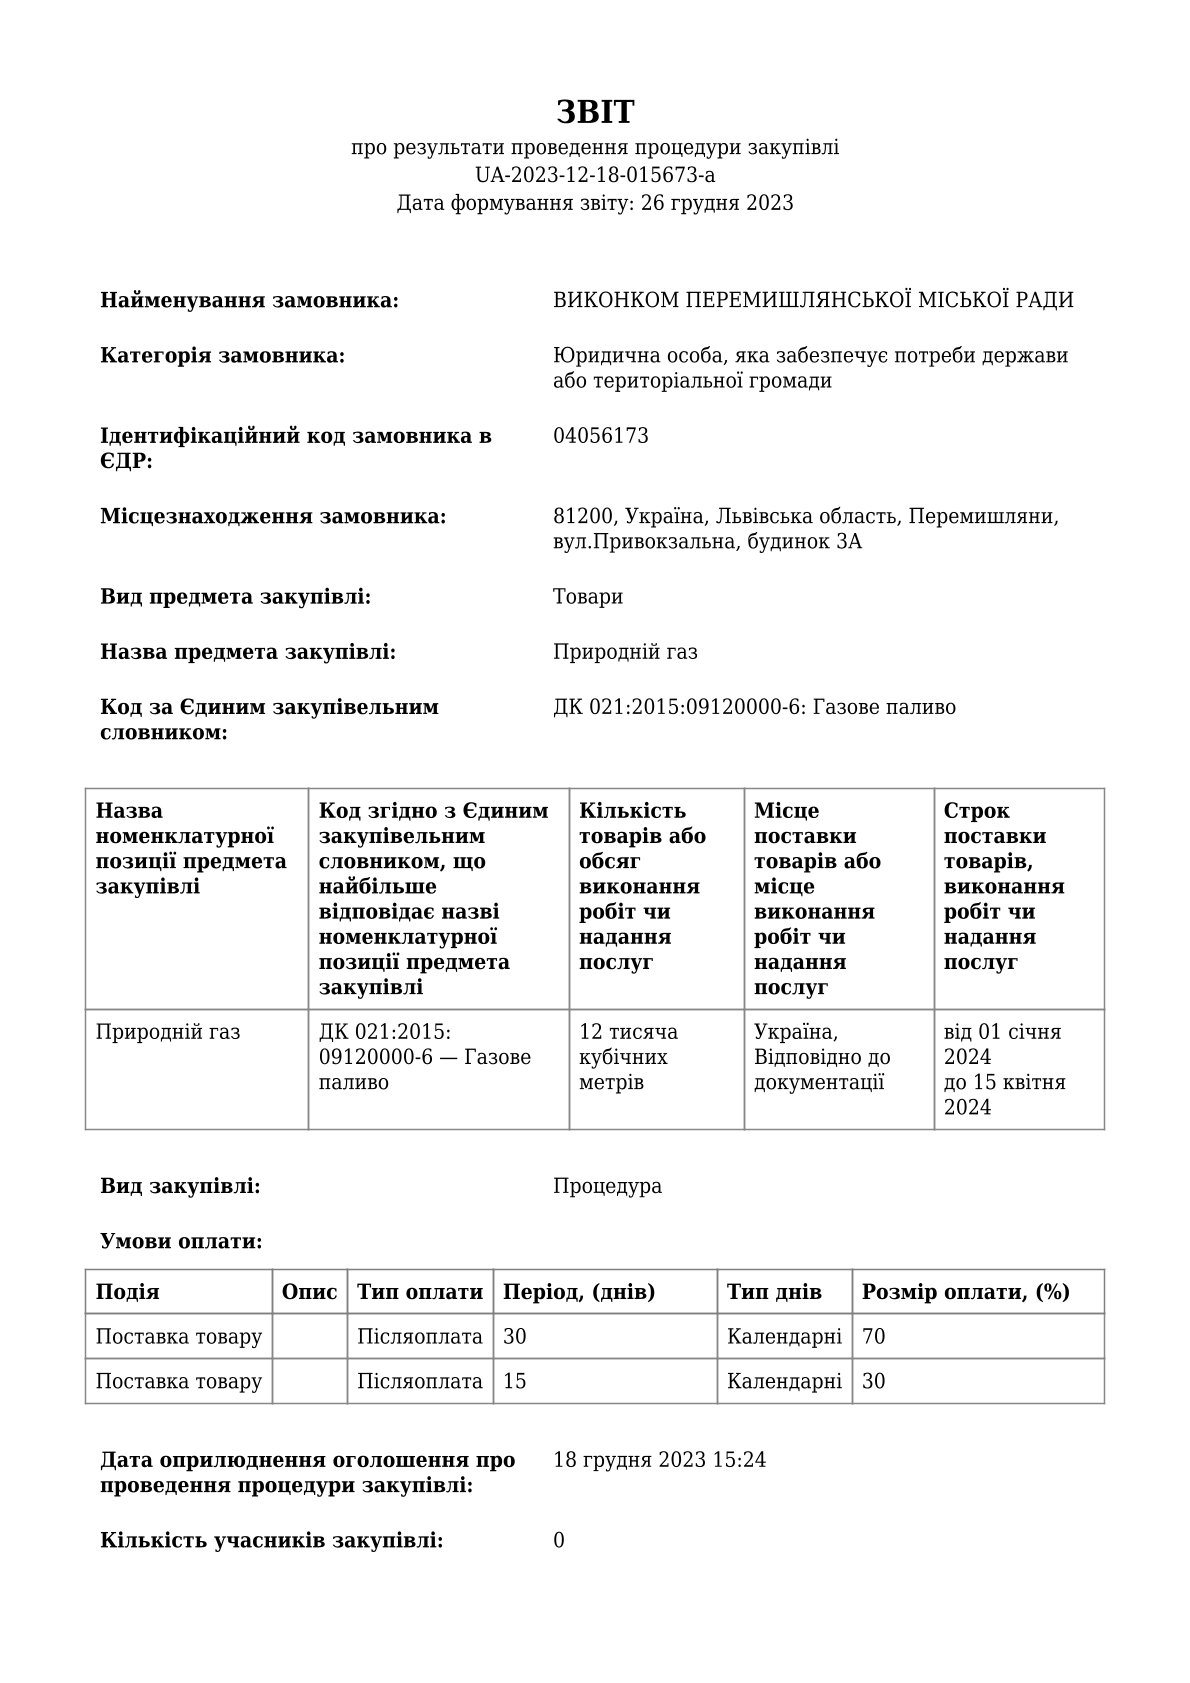 ЗВІТ
про результати проведення процедури закупівлі
UA-2023-12-18-015673-a
Дата формування звіту: 26 грудня 2023
Найменування замовника:
ВИКОНКОМ ПЕРЕМИШЛЯНСЬКОЇ МІСЬКОЇ РАДИ
Категорія замовника:
Юридична особа, яка забезпечує потреби держави
або територіальної громади
Ідентифікаційний код замовника в
ЄДР:
04056173
Місцезнаходження замовника:
81200, Україна, Львівська область, Перемишляни,
вул.Привокзальна, будинок 3А
Вид предмета закупівлі:
Товари
Назва предмета закупівлі:
Природній газ
Код за Єдиним закупівельним
словником:
ДК 021:2015:09120000-6: Газове паливо
Назва
номенклатурної
позиції предмета
закупівлі
Код згідно з Єдиним
закупівельним
словником, що
найбільше
відповідає назві
номенклатурної
позиції предмета
закупівлі
Кількість
товарів або
обсяг
виконання
робіт чи
надання
послуг
Місце
поставки
товарів або
місце
виконання
робіт чи
надання
послуг
Строк
поставки
товарів,
виконання
робіт чи
надання
послуг
Природній газ
ДК 021:2015:
09120000-6 — Газове
паливо
12 тисяча
кубічних
метрів
Україна,
Відповідно до
документації
від 01 січня
2024
до 15 квітня
2024
Вид закупівлі:
Процедура
Умови оплати:
Подія
Опис
Тип оплати
Період, (днів)
Тип днів
Розмір оплати, (%)
Поставка товару
Післяоплата
30
Календарні
70
Поставка товару
Післяоплата
15
Календарні
30
Дата оприлюднення оголошення про
проведення процедури закупівлі:
18 грудня 2023 15:24
Кількість учасників закупівлі:
0